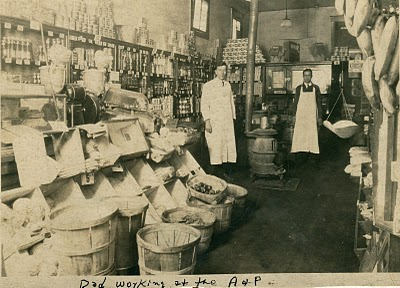 Dad working at the A & P.